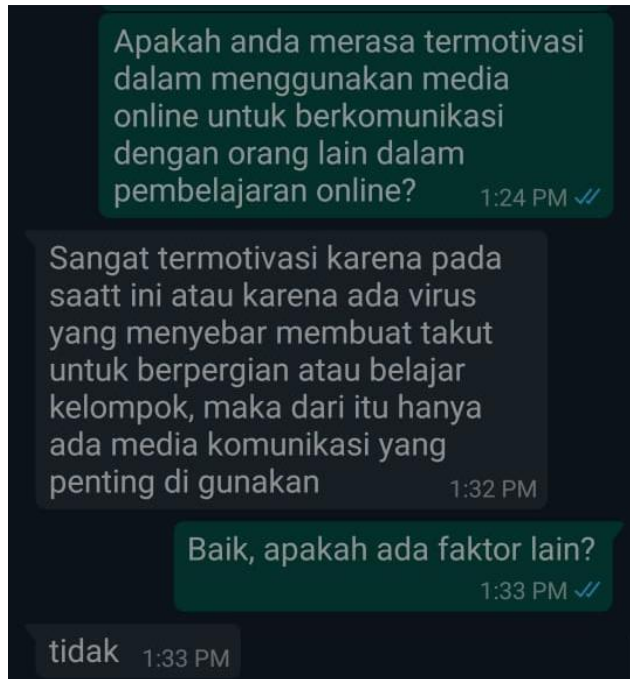 Apakah anda merasa termotivasi
dalam menggunakan media
online untuk berkomunikasi
dengan orang lain dalam
pembelajaran online?
1:24 PM
Sangat termotivasi karena pada
saatt ini atau karena ada virus
yang menyebar membuat takut
untuk berpergian atau belajar
kelompok, maka dari itu hanya
ada media komunikasi yang
penting di gunakan
1:32 PM
Baik, apakah ada faktor lain?
1:33 PM
tidak 1:33 PM